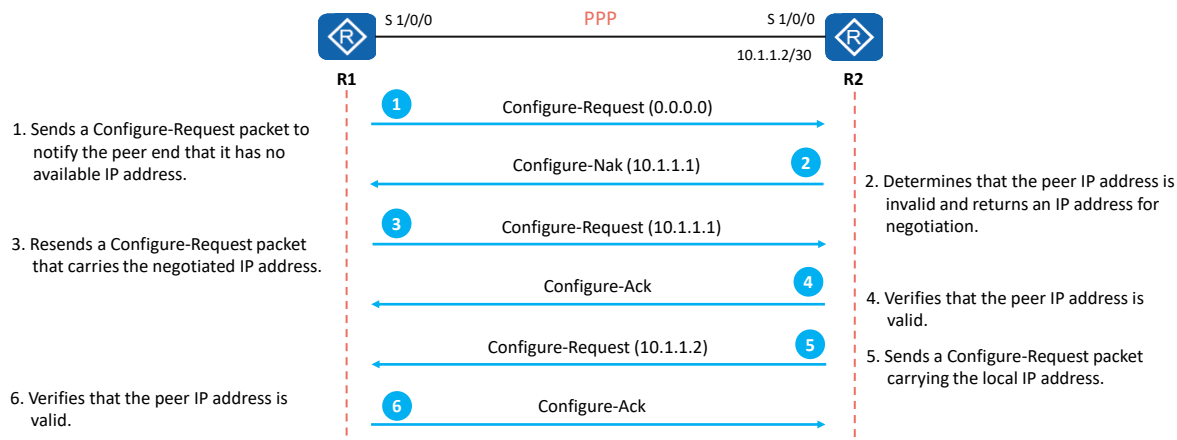 S 1/0/0
PPP
S 1/0/0
R
R
10.1.1.2/30
R1
R2
1
Configure-Request (0.0.0.0)
1. Sends a Configure-Request packet to
notify the peer end that it has no
available IP address.
Configure-Nak (10.1.1.1)
2
2. Determines that the peer IP address is
invalid and returns an IP address for
negotiation.
3
Configure-Request (10.1.1.1)
3. Resends a Configure-Request packet
that carries the negotiated IP address.
Configure-Ack
4
4. Verifies that the peer IP address is
valid.
Configure-Request (10.1.1.2)
5
5. Sends a Configure-Request packet
carrying the local IP address.
6. Verifies that the peer IP address is
valid.
6
Configure-Ack